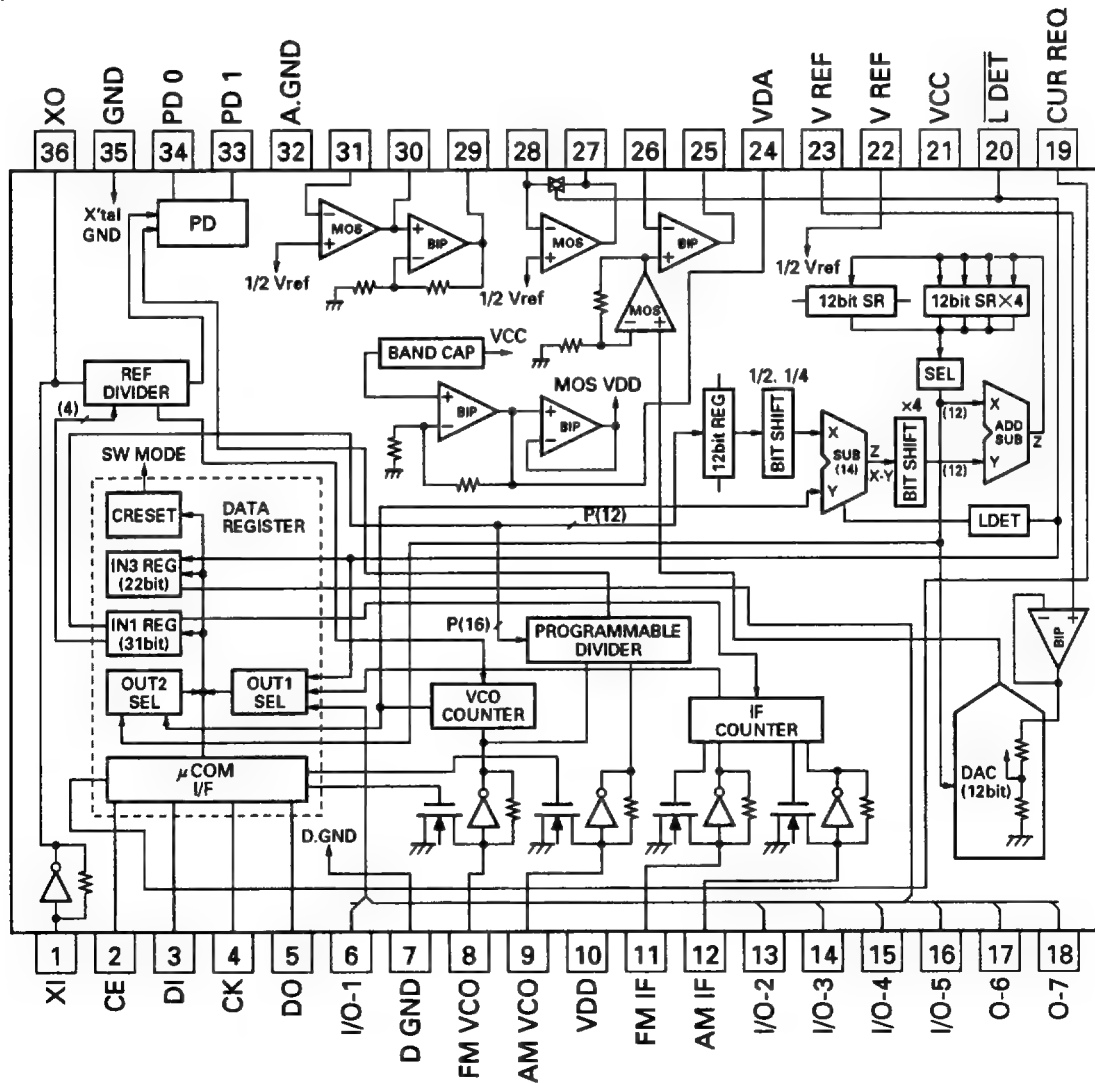 XO
GND
PD 0
PD 1
A.GND
VDA
V REF
V REF
VCC
L DET
CUR REQ
36
35
34
33
32
31
30
29
28
27
26
25
24
23
22
21
20
19
X'tal
GND
PD
MOS
BIP
1/2 Vref
MOS
1/2 Vref
BIP
MOS
1/2 Vref
12bit SR
12bit SR×4
BAND CAP
VCC
SEL
REF
DIVIDER
(4)
BIP
MOS VDD
BIP
12bit REG
1/2. 1/4
BIT SHIFT
X
SUB
(14)
Y
Z
X-Y
×4
BIT SHIFT
(12)
(12)
X
ADD
SUB
Y
Z
SW MODE
CRESET
DATA
REGISTER
P(12)
LDET
IN3 REG
(22bit)
IN1 REG
(31bit)
P(16)
PROGRAMMABLE
DIVIDER
BIP
OUT2
SEL
OUT1
SEL
VCO
COUNTER
IF
COUNTER
μCOM
I/F
DAC
(12bit)
D.GND
1
2
3
4
5
6
7
8
9
10
11
12
13
14
15
16
17
18
XI
CE
DI
CK
DO
I/O-1
D GND
FM VCO
AM VCO
VDD
FM IF
AM IF
I/O-2
I/O-3
I/O-4
I/O-5
O-6
O-7